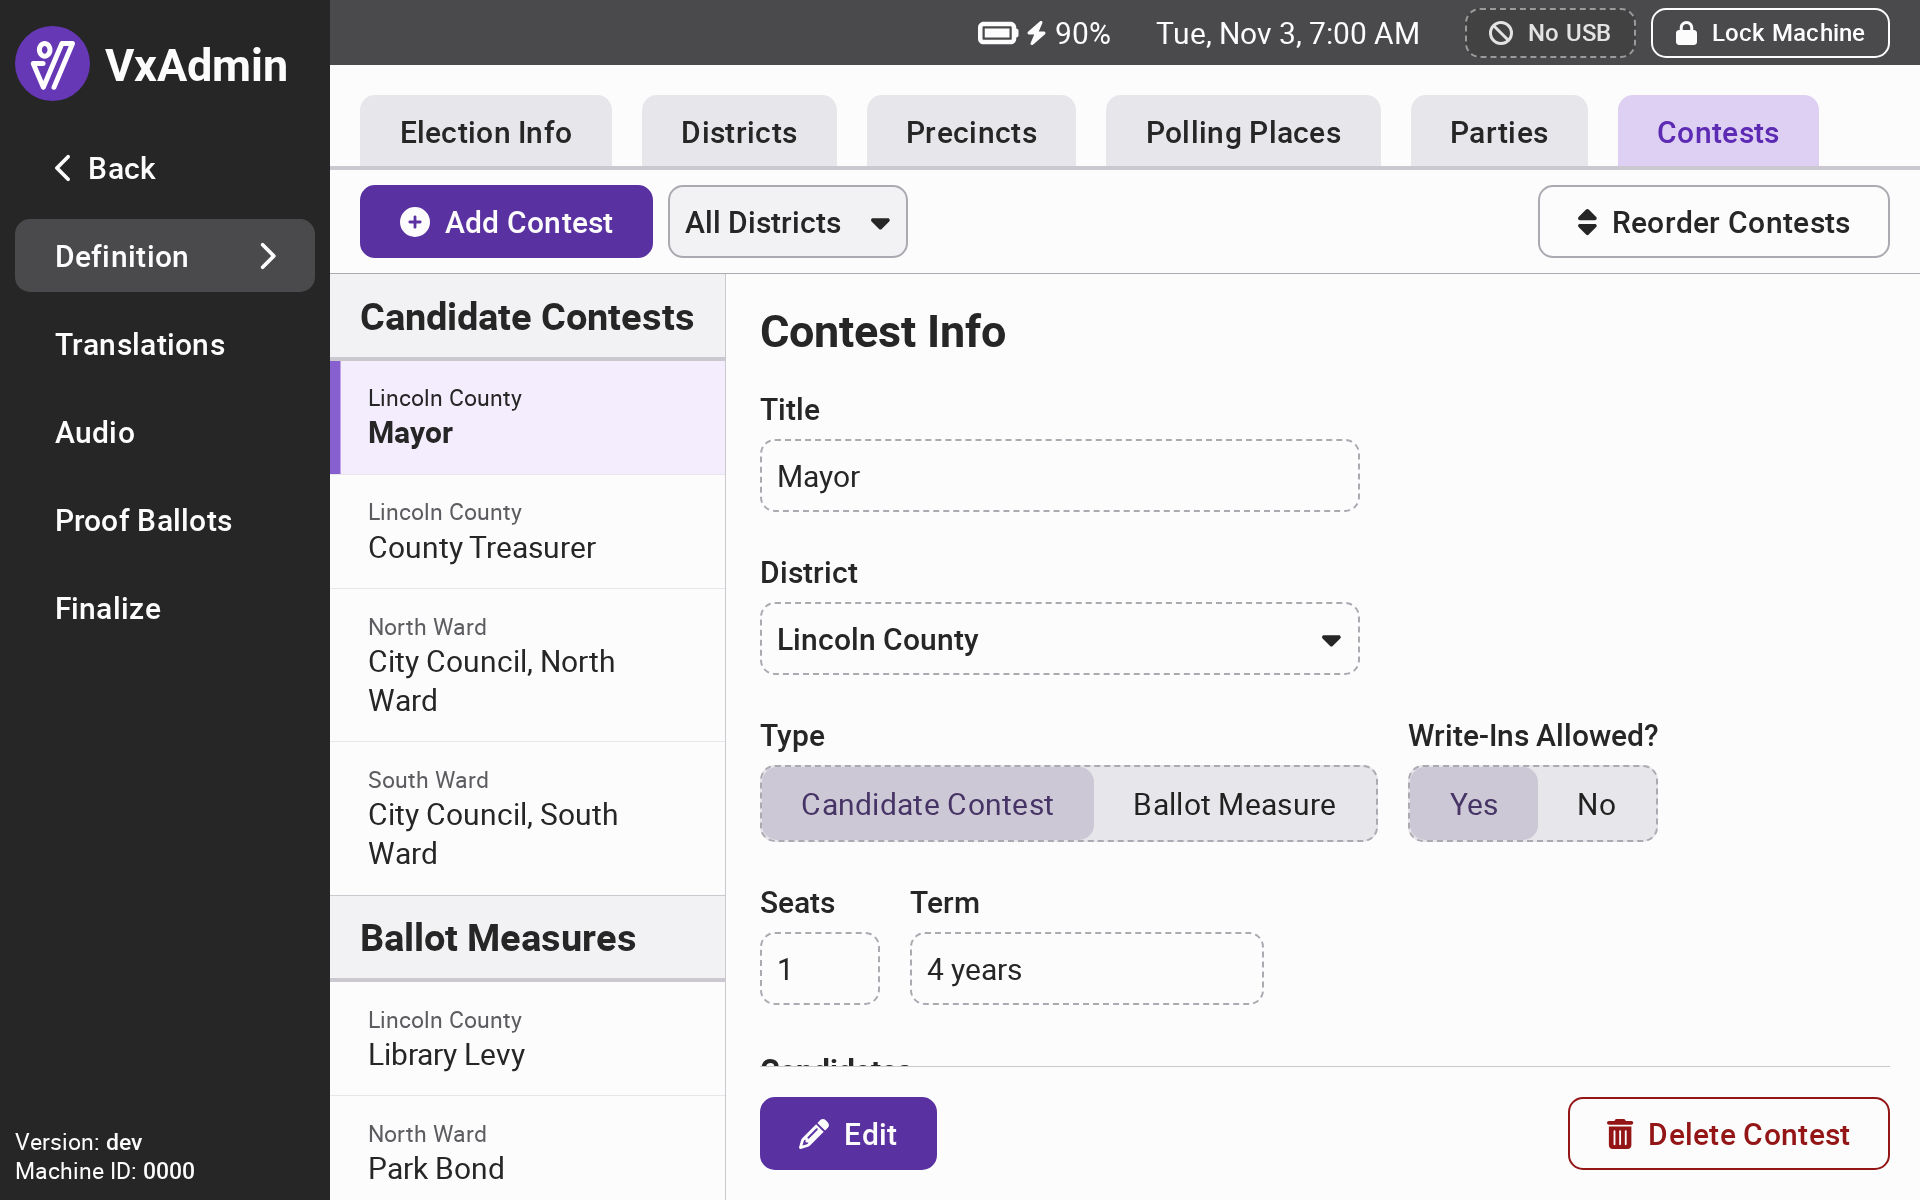 VxAdmin
Back
Definition
Translations
Audio
Proof Ballots
Finalize
Version: dev
Machine ID: 0000
90%
Tue, Nov 3, 7:00 AM
No USB
Lock Machine
Election Info
Districts
Precincts
Polling Places
Parties
Contests
Add Contest
All Districts
Reorder Contests
Candidate Contests
Lincoln County
Mayor
Lincoln County
County Treasurer
North Ward
City Council, North
Ward
South Ward
City Council, South
Ward
Ballot Measures
Lincoln County
Library Levy
North Ward
Park Bond
Contest Info
Title
Mayor
District
Lincoln County
Type
Write-Ins Allowed?
Candidate Contest
Ballot Measure
Yes
No
Seats
Term
1
4 years
Candidates
Edit
Delete Contest